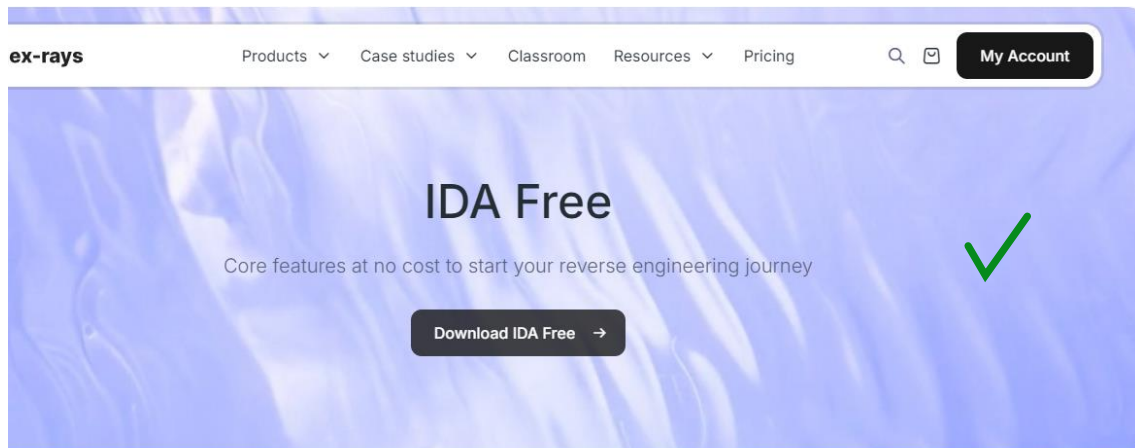 ex-rays Products Case studies Classroom Resources Pricing My Account
IDA Free
Core features at no cost to start your reverse engineering journey
Download IDA Free →